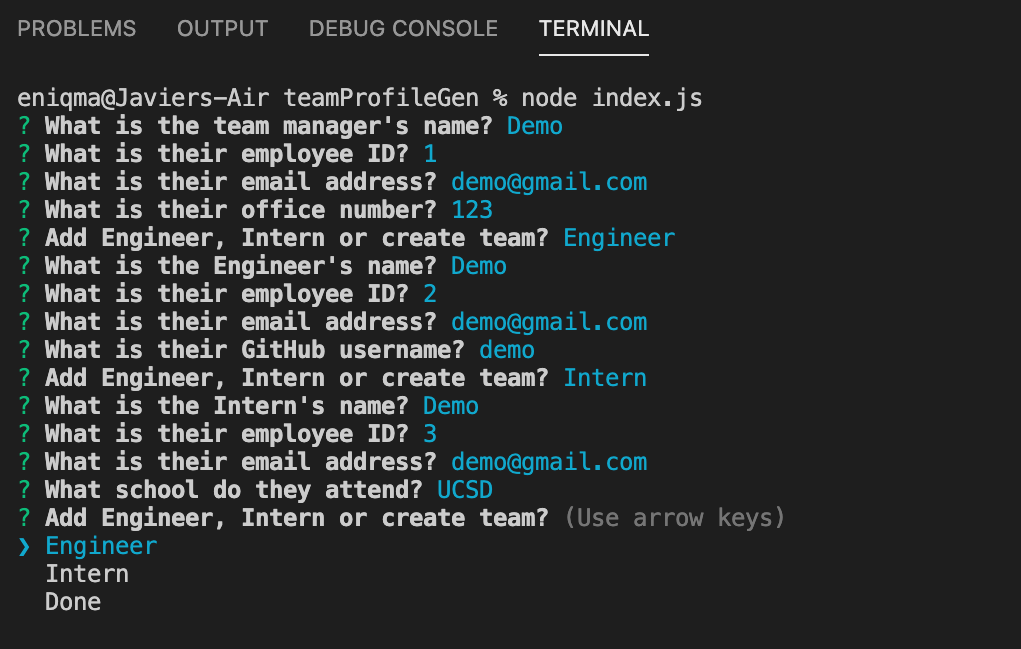 PROBLEMS OUTPUT DEBUG CONSOLE TERMINAL
eniqma@Javiers-Air teamProfileGen % node index.js
? What is the team manager's name? Demo
? What is their employee ID? 1
? What is their email address? demo@gmail.com
? What is their office number? 123
? Add Engineer, Intern or create team? Engineer
? What is the Engineer's name? Demo
? What is their employee ID? 2
? What is their email address? demo@gmail.com
? What is their GitHub username? demo
? Add Engineer, Intern or create team? Intern
? What is the Intern's name? Demo
? What is their employee ID? 3
? What is their email address? demo@gmail.com
? What school do they attend? UCSD
? Add Engineer, Intern or create team? (Use arrow keys)
❯ Engineer
Intern
Done